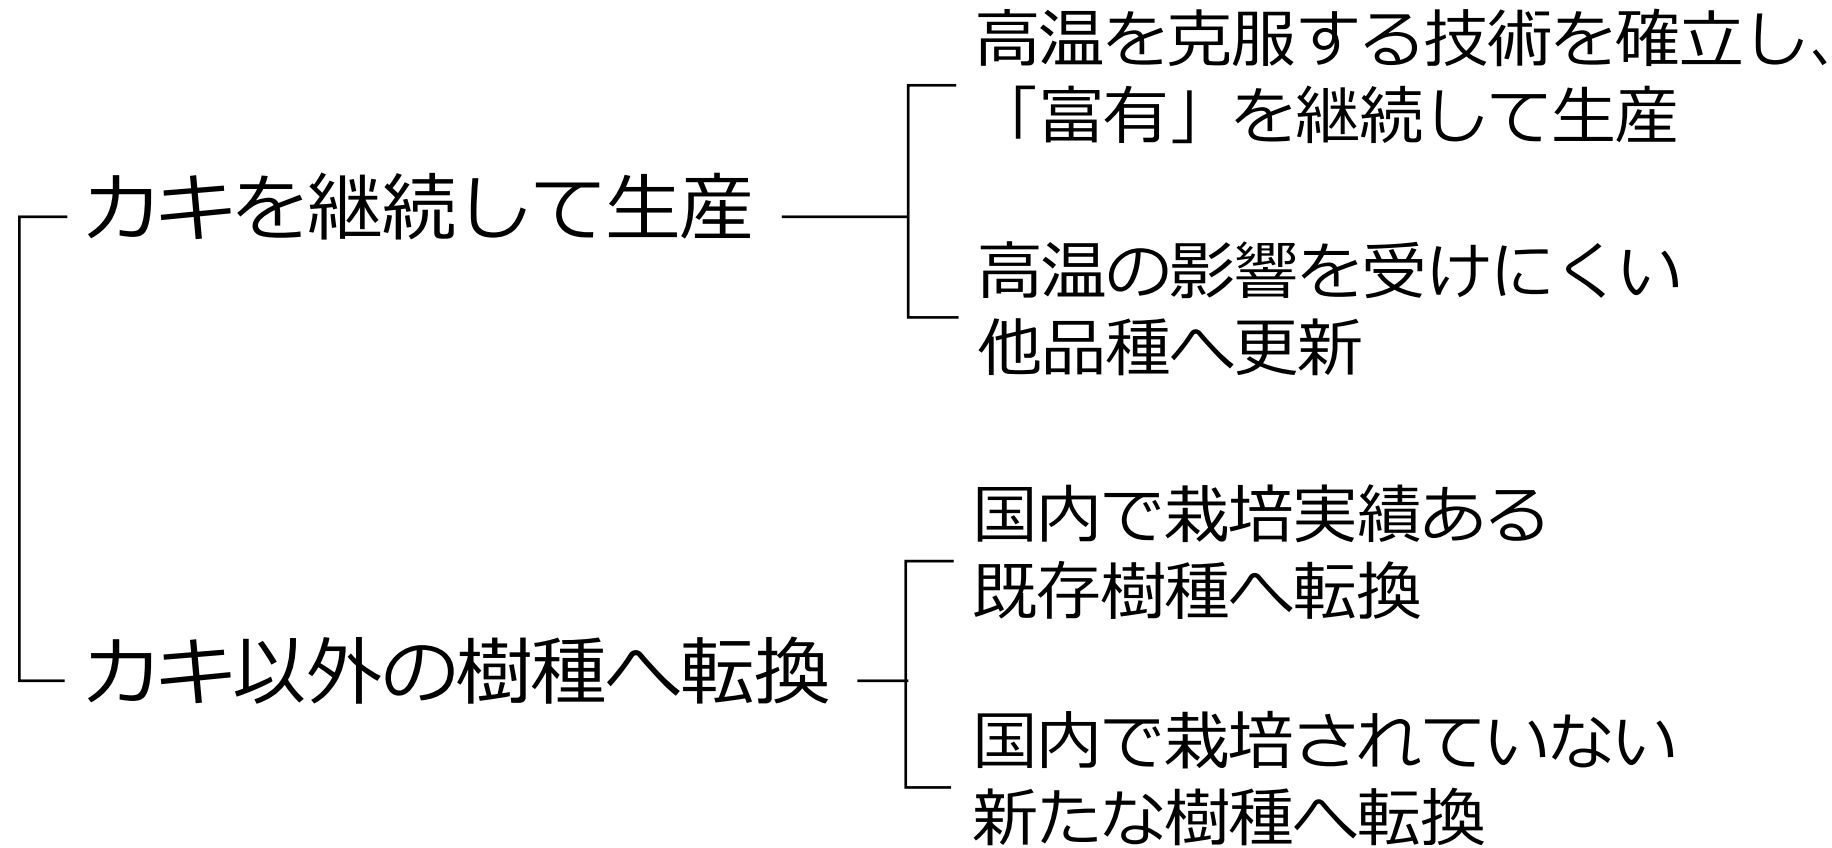 カキを継続して生産
高温を克服する技術を確立し、
「富有」を継続して生産
高温の影響を受けにくい
他品種へ更新
カキ以外の樹種へ転換
国内で栽培実績ある
既存樹種へ転換
国内で栽培されていない
新たな樹種へ転換